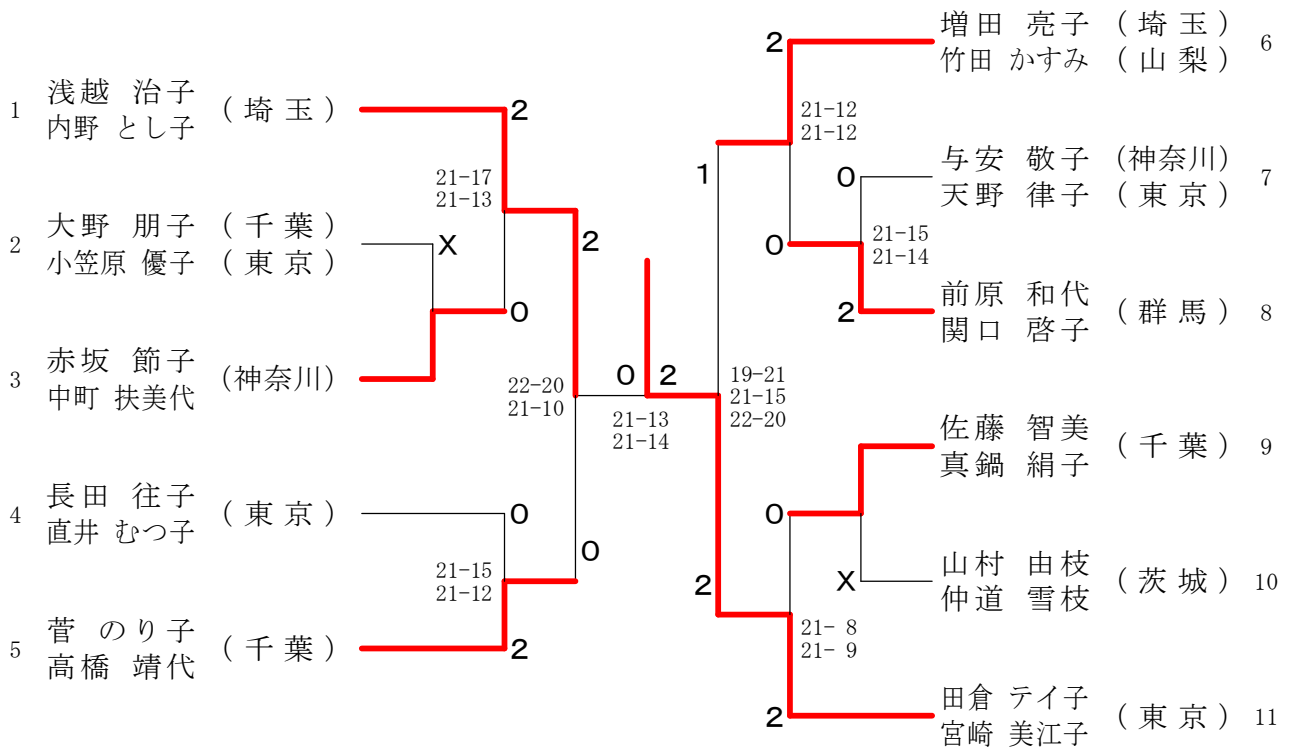 1 浅越 治子 (埼玉)
内野 とし子
2
21-17
21-13
2 大野 朋子 (千葉)
小笠原 優子 (東京)
X
2
0
3 赤坂 節子 (神奈川)
中町 扶美代
22-20
21-10
0
2
21-13
21-14
4 長田 往子 (東京)
直井 むつ子
0
0
21-15
21-12
5 菅 のり子 (千葉)
高橋 靖代
2
2
増田 亮子 (埼玉) 6
竹田 かすみ (山梨)
21-12
21-12
1
0
与安 敬子 (神奈川) 7
天野 律子 (東京)
0
21-15
21-14
2
前原 和代 (群馬) 8
関口 啓子
19-21
21-15
22-20
佐藤 智美 (千葉) 9
真鍋 絹子
0
X
山村 由枝 (茨城) 10
仲道 雪枝
2
21- 8
21- 9
2
田倉 テイ子 (東京) 11
宮崎 美江子